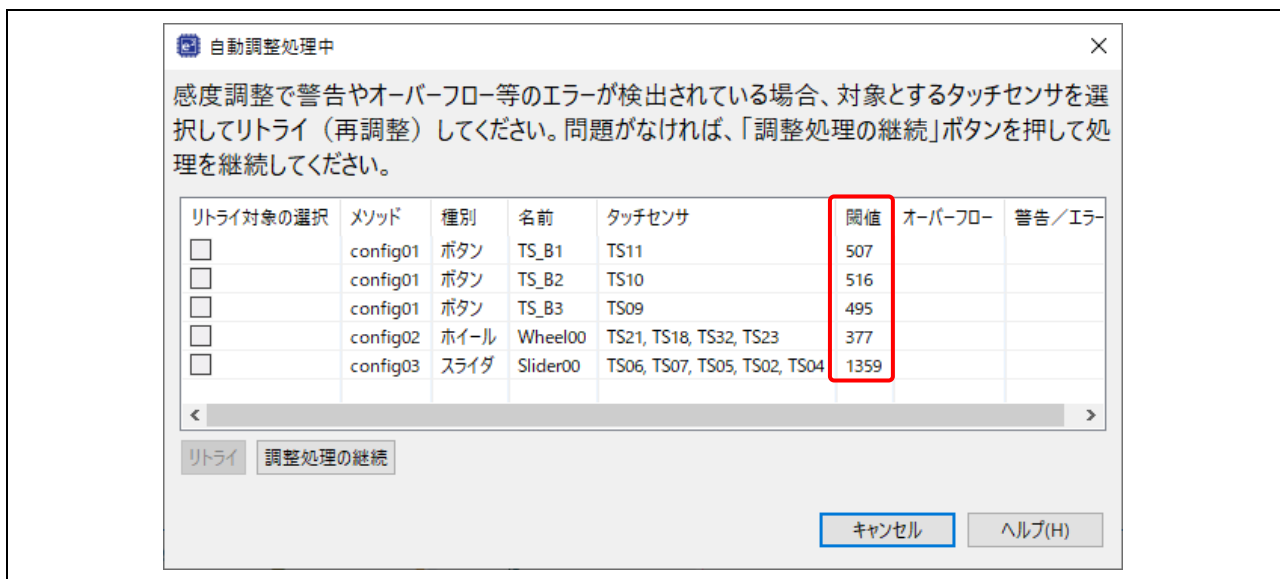 自動調整処理中
感度調整で警告やオーバーフロー等のエラーが検出されている場合、対象とするタッチセンサを選
択してリトライ（再調整）してください。問題がなければ、「調整処理の継続」ボタンを押して処
理を継続してください。
リトライ対象の選択 メソッド 種別 名前 タッチセンサ 閾値 オーバーフロー 警告／エラー
config01 ボタン TS_B1 TS11 507
config01 ボタン TS_B2 TS10 516
config01 ボタン TS_B3 TS09 495
config02 ホイール Wheel00 TS21, TS18, TS32, TS23 377
config03 スライダ Slider00 TS06, TS07, TS05, TS02, TS04 1359
リトライ 調整処理の継続
キャンセル ヘルプ(H)